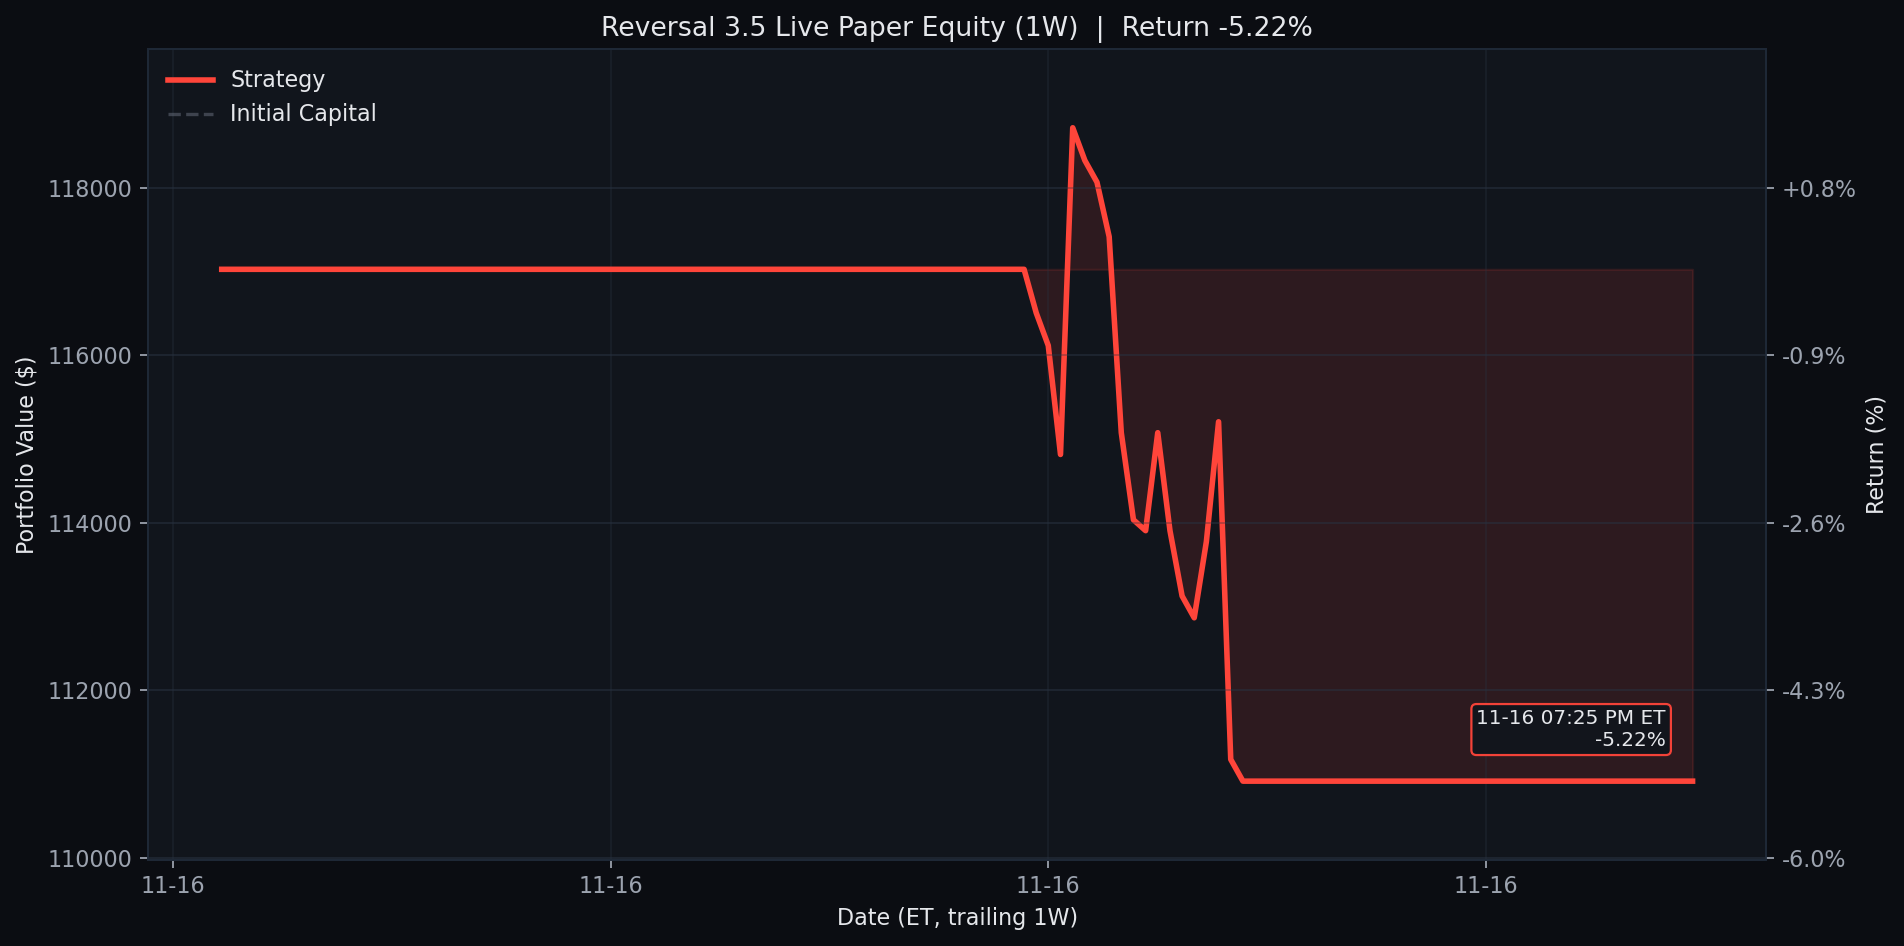 Reversal 3.5 Live Paper Equity (1W)  |  Return -5.22%
Strategy
Initial Capital
118000
116000
114000
112000
110000
Portfolio Value ($)
+0.8%
-0.9%
-2.6%
-4.3%
-6.0%
Return (%)
11-16 07:25 PM ET
-5.22%
11-16
11-16
11-16
11-16
Date (ET, trailing 1W)